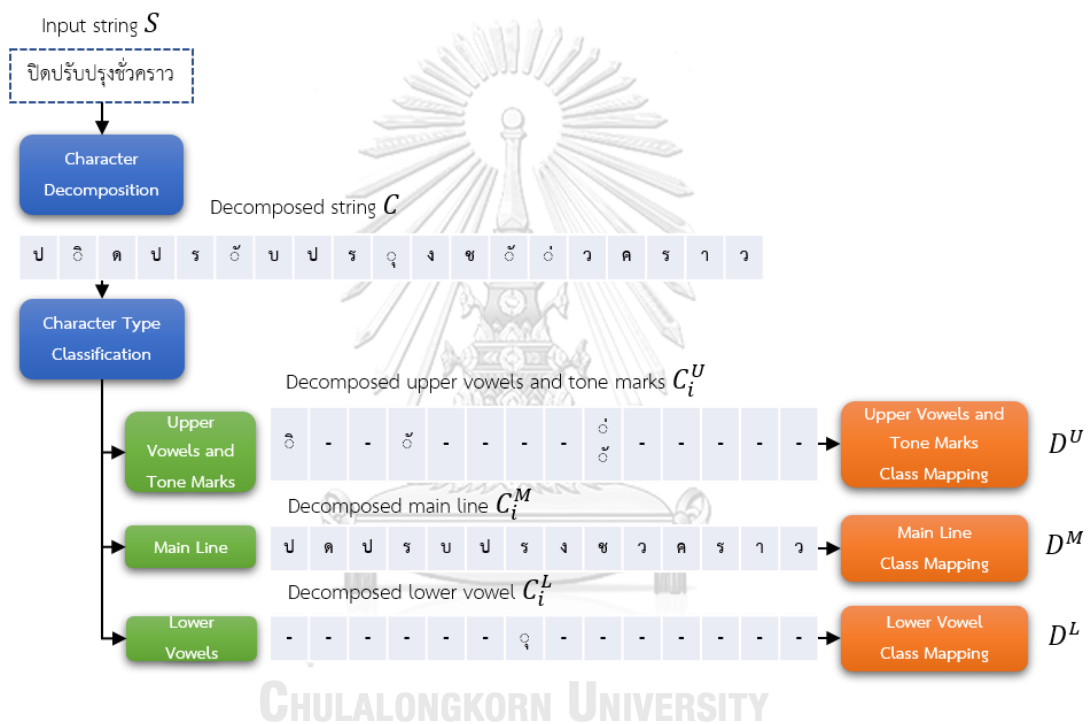 Input string S
ปิดปรับปรุงชั่วคราว
Character
Decomposition
Decomposed string C
ป ิ ด ป ร ั บ ป ร ุ ง ช ั ่ ว ค ร า ว
Character Type
Classification
Decomposed upper vowels and tone marks C_i^U
Upper
Vowels and
Tone Marks
ิ - - ั - - - - ั่ - - - - -
Upper Vowels and
Tone Marks
Class Mapping
D^U
Decomposed main line C_i^M
Main Line
ป ด ป ร บ ป ร ง ช ว ค ร า ว
Main Line
Class Mapping
D^M
Decomposed lower vowel C_i^L
Lower
Vowels
- - - - - - ุ - - - - - - -
Lower Vowel
Class Mapping
D^L
CHULALONGKORN UNIVERSITY